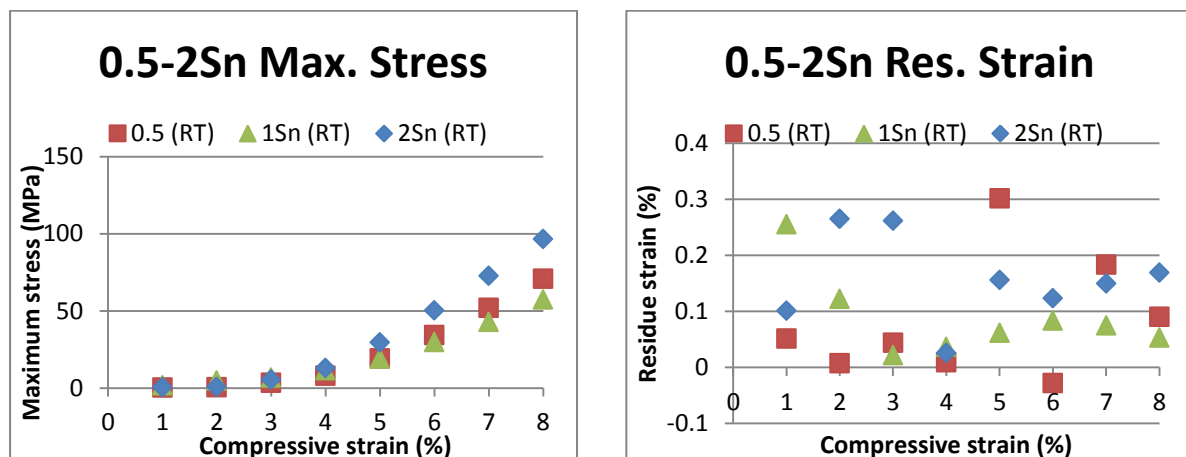 0.5-2Sn Max. Stress
0.5 (RT) 1Sn (RT) 2Sn (RT)
Maximum stress (MPa)
150
100
50
0
0 1 2 3 4 5 6 7 8
Compressive strain (%)
0.5-2Sn Res. Strain
0.5 (RT) 1Sn (RT) 2Sn (RT)
Residue strain (%)
0.4
0.3
0.2
0.1
0
-0.1
0 1 2 3 4 5 6 7 8
Compressive strain (%)